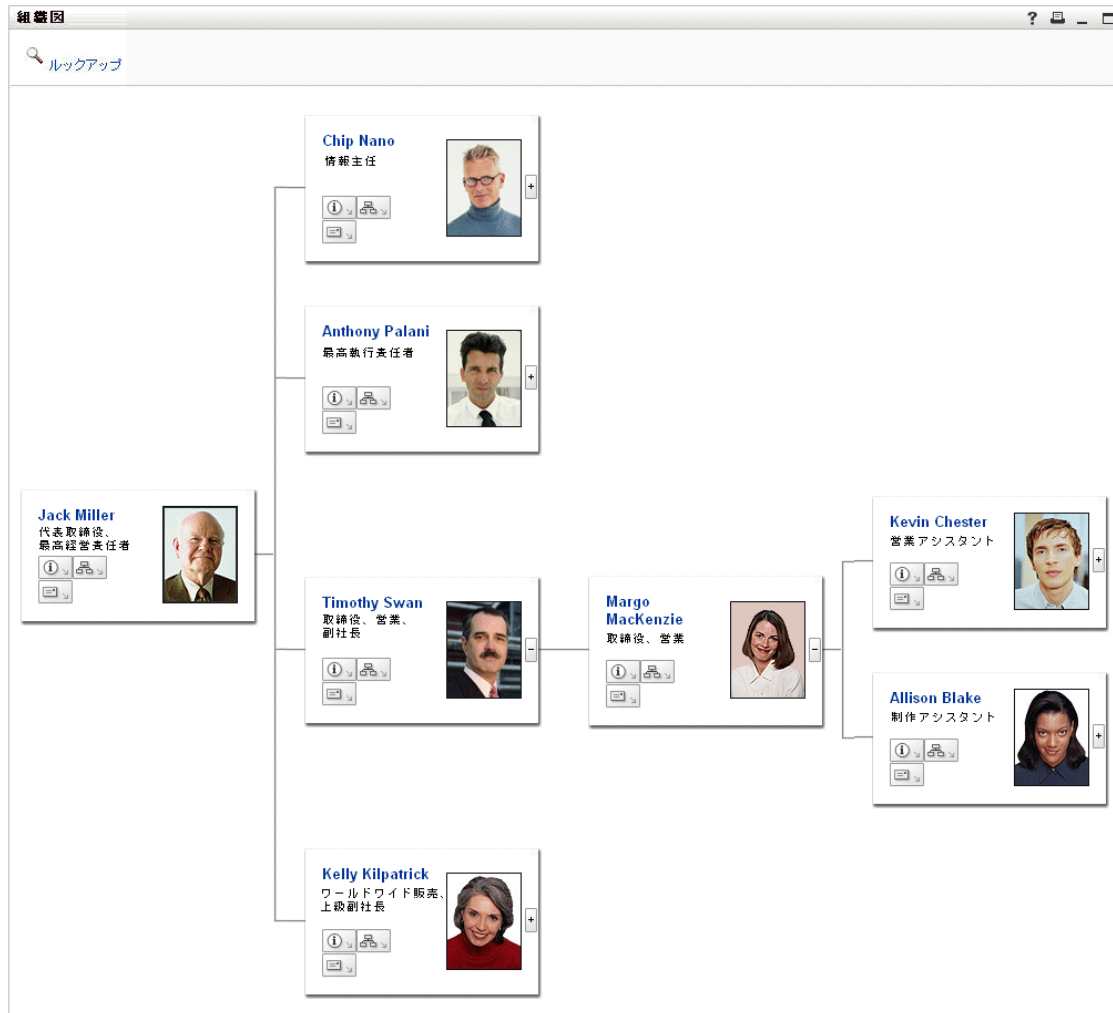 組織図
?
ルックアップ
Chip Nano
情報主任
+
Anthony Palani
最高執行責任者
+
Jack Miller
代表取締役、
最高経営責任者
Timothy Swan
取締役、営業、
副社長
−
Margo
MacKenzie
取締役、営業
−
Kevin Chester
営業アシスタント
+
Allison Blake
制作アシスタント
+
Kelly Kilpatrick
ワールドワイド販売、
上級副社長
+